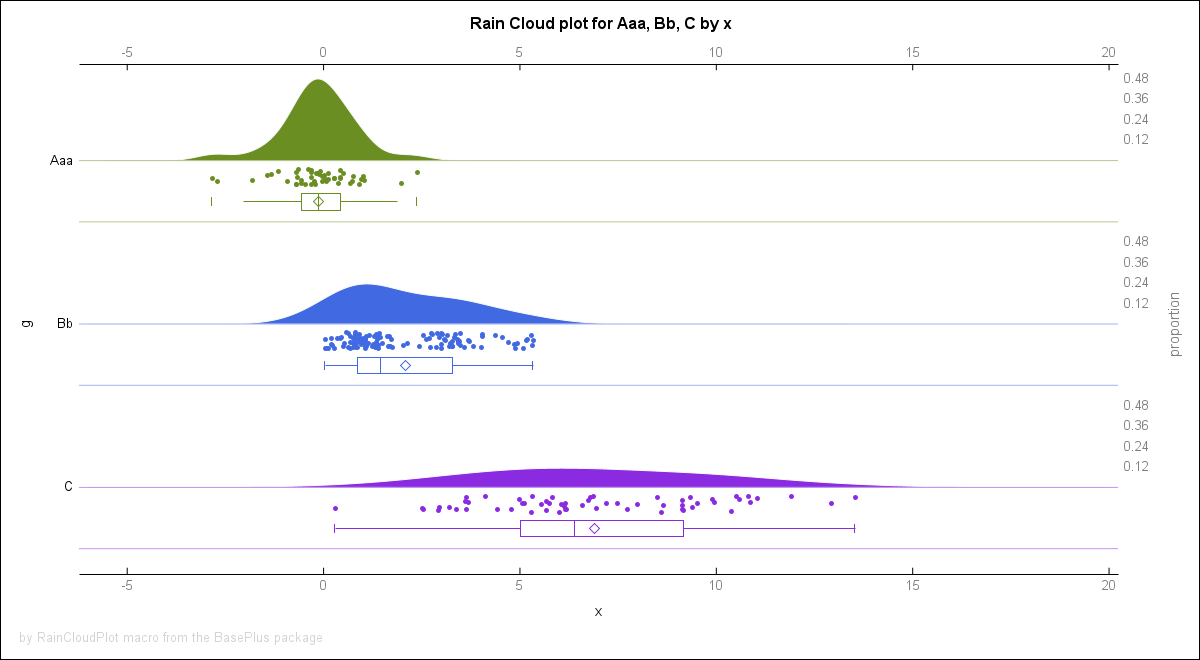 Rain Cloud plot for Aaa, Bb, C by x
-5 0 5 10 15 20
0.48
0.36
0.24
0.12
Aaa
0.48
0.36
0.24
0.12
g
Bb
proportion
0.48
0.36
0.24
0.12
C
-5 0 5 10 15 20
x
by RainCloudPlot macro from the BasePlus package